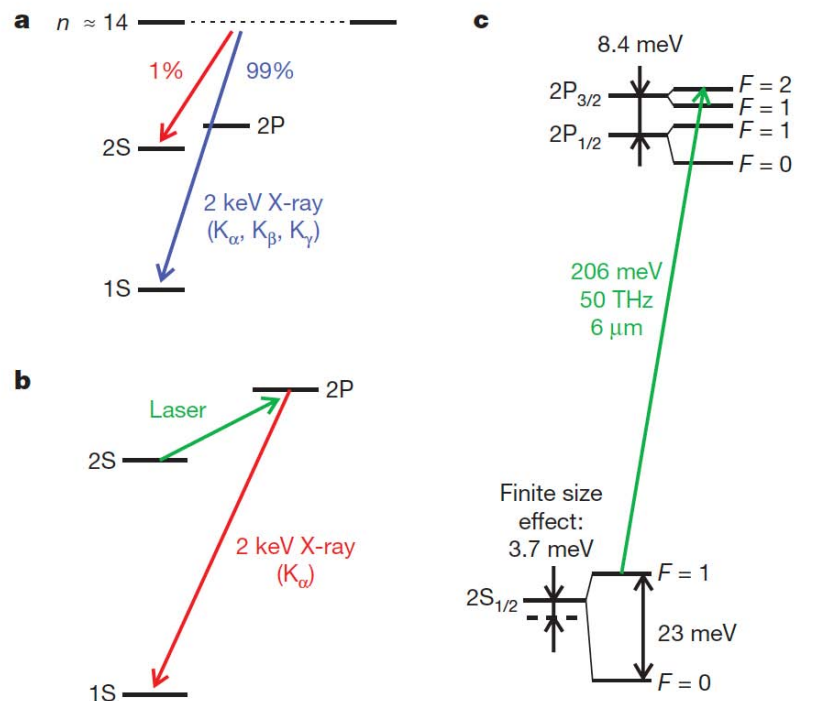 a
n ≈ 14
1%
99%
2P
2S
2 keV X-ray
(Kα, Kβ, Kγ)
1S
b
2P
Laser
2S
2 keV X-ray
(Kα)
1S
c
8.4 meV
2P3/2
F = 2
F = 1
2P1/2
F = 1
F = 0
206 meV
50 THz
6 μm
Finite size
effect:
3.7 meV
F = 1
2S1/2
23 meV
F = 0